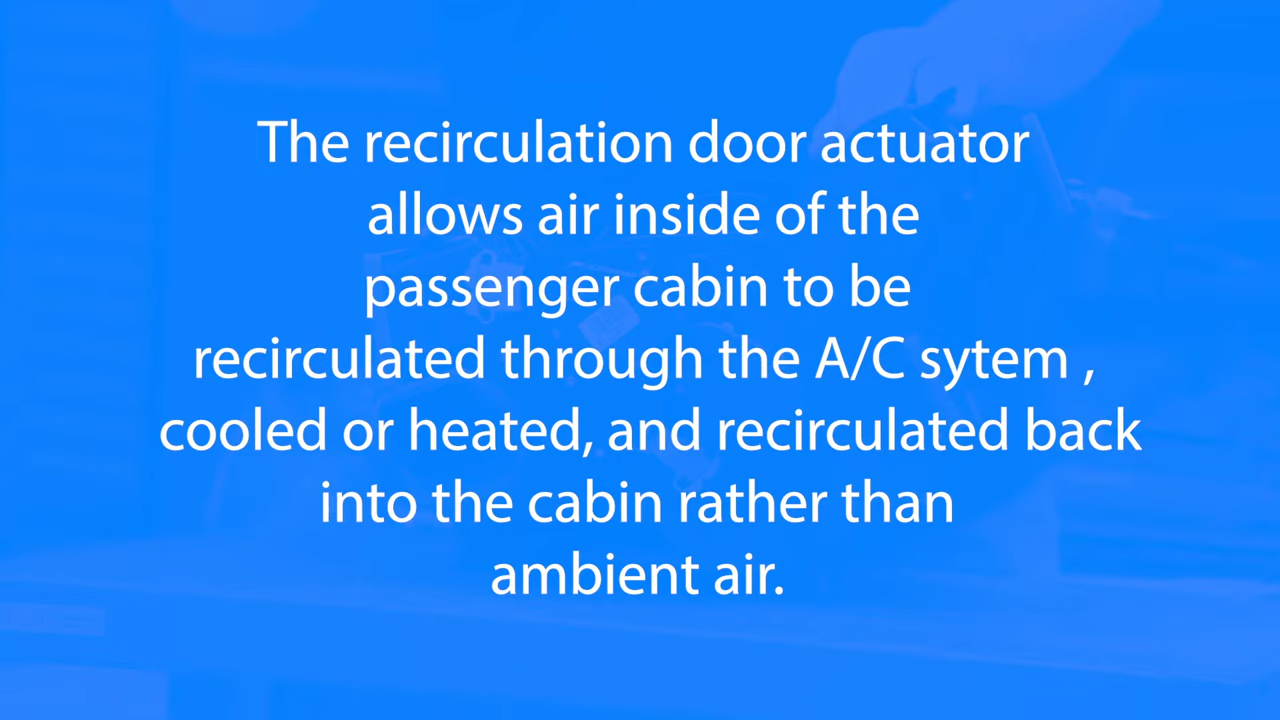 The recirculation door actuator
allows air inside of the
passenger cabin to be
recirculated through the A/C sytem ,
cooled or heated, and recirculated back
into the cabin rather than
ambient air.